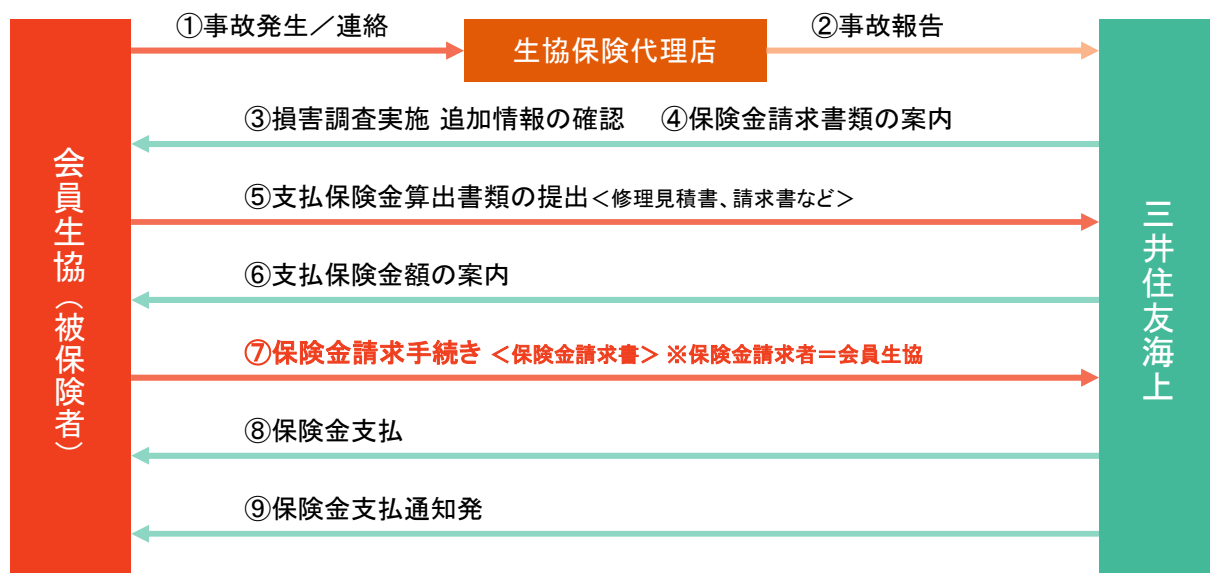 ①事故発生／連絡
生協保険代理店
②事故報告
③損害調査実施 追加情報の確認
④保険金請求書類の案内
⑤支払保険金算出書類の提出＜修理見積書、請求書など＞
⑥支払保険金額の案内
⑦保険金請求手続き ＜保険金請求書＞ ※保険金請求者＝会員生協
⑧保険金支払
⑨保険金支払通知発
会員生協（被保険者）
三井住友海上